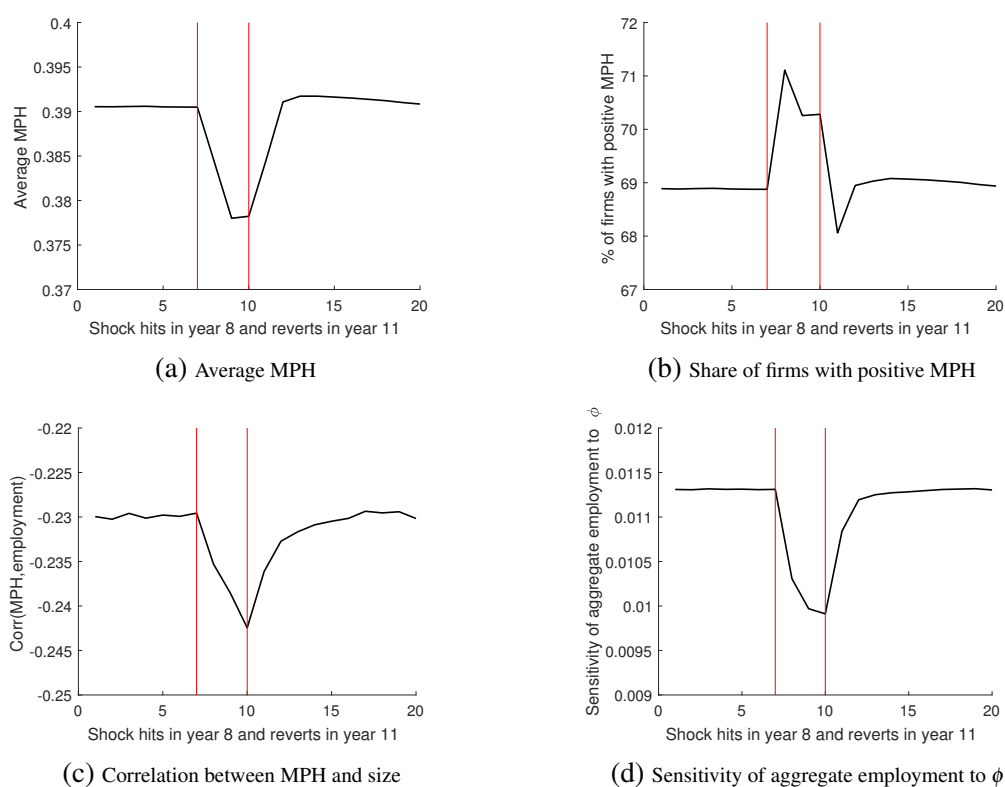 0.4
0.395
0.39
0.385
0.38
0.375
0.37
Average MPH
0 5 10 15 20
Shock hits in year 8 and reverts in year 11
(a) Average MPH
72
71
70
69
68
67
% of firms with positive MPH
0 5 10 15 20
Shock hits in year 8 and reverts in year 11
(b) Share of firms with positive MPH
-0.22
-0.225
-0.23
-0.235
-0.24
-0.245
-0.25
Corr(MPH,employment)
0 5 10 15 20
Shock hits in year 8 and reverts in year 11
(c) Correlation between MPH and size
0.012
0.0115
0.011
0.0105
0.01
0.0095
0.009
Sensitivity of aggregate employment to ϕ
0 5 10 15 20
Shock hits in year 8 and reverts in year 11
(d) Sensitivity of aggregate employment to ϕ